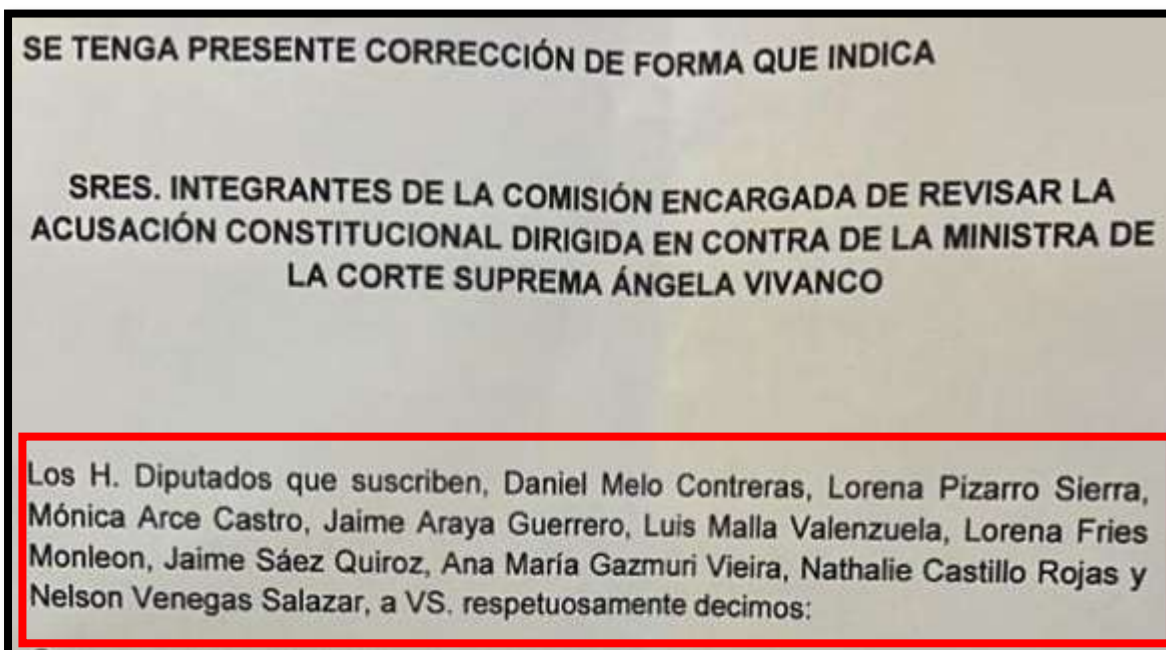 SE TENGA PRESENTE CORRECCIÓN DE FORMA QUE INDICA
SRES. INTEGRANTES DE LA COMISIÓN ENCARGADA DE REVISAR LA
ACUSACIÓN CONSTITUCIONAL DIRIGIDA EN CONTRA DE LA MINISTRA DE
LA CORTE SUPREMA ÁNGELA VIVANCO
Los H. Diputados que suscriben, Daniel Melo Contreras, Lorena Pizarro Sierra,
Mónica Arce Castro, Jaime Araya Guerrero, Luis Malla Valenzuela, Lorena Fries
Monleon, Jaime Sáez Quiroz, Ana María Gazmuri Vieira, Nathalie Castillo Rojas y
Nelson Venegas Salazar, a VS. respetuosamente decimos: